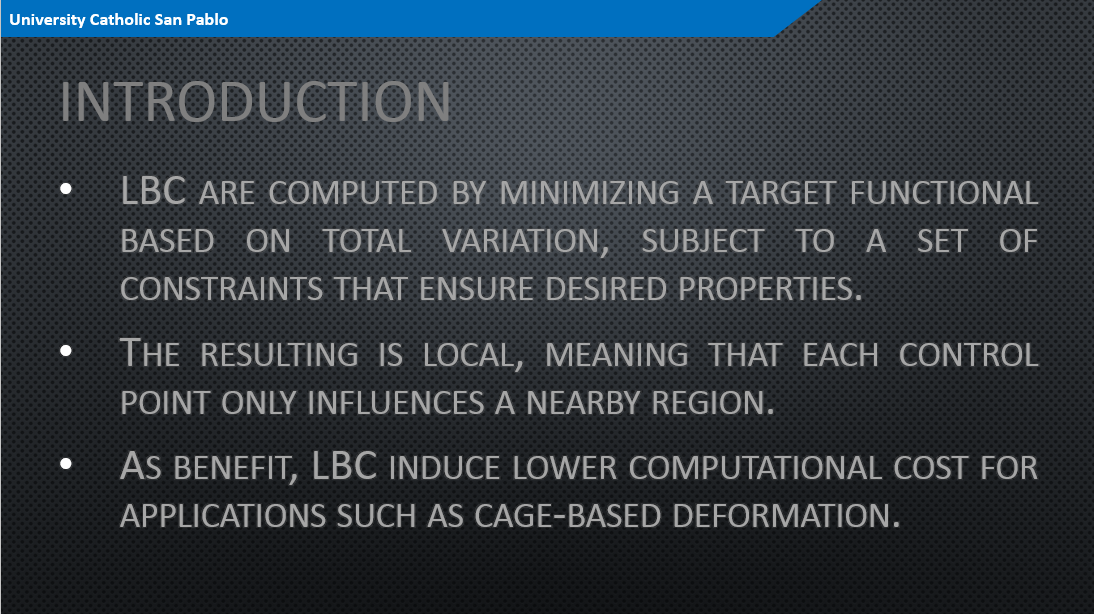 University Catholic San Pablo
INTRODUCTION
• LBC ARE COMPUTED BY MINIMIZING A TARGET FUNCTIONAL
BASED ON TOTAL VARIATION, SUBJECT TO A SET OF
CONSTRAINTS THAT ENSURE DESIRED PROPERTIES.
• THE RESULTING IS LOCAL, MEANING THAT EACH CONTROL
POINT ONLY INFLUENCES A NEARBY REGION.
• AS BENEFIT, LBC INDUCE LOWER COMPUTATIONAL COST FOR
APPLICATIONS SUCH AS CAGE-BASED DEFORMATION.